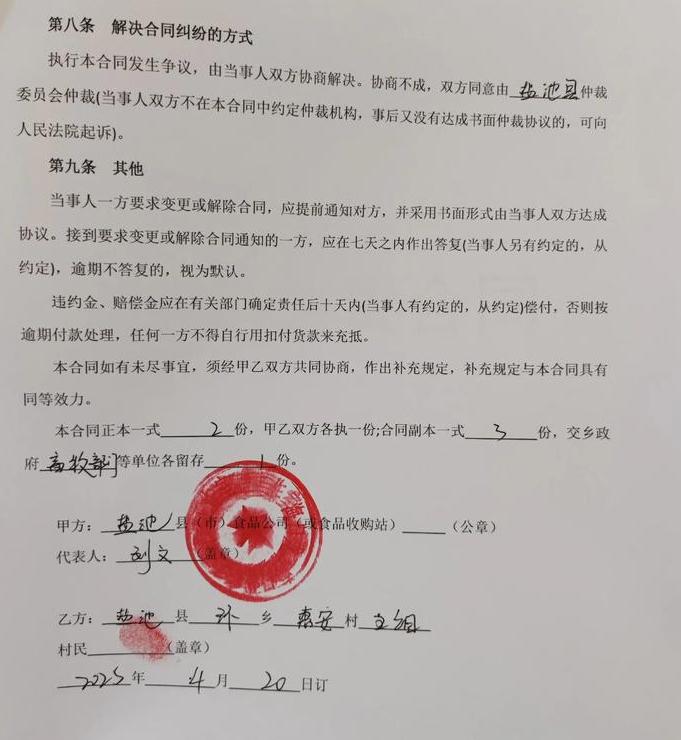 第八条 解决合同纠纷的方式
执行本合同发生争议，由当事人双方协商解决。协商不成，双方同意由 盐池县仲裁
委员会仲裁(当事人双方不在本合同中约定仲裁机构，事后又没有达成书面仲裁协议的，可向
人民法院起诉)。
第九条 其他
当事人一方要求变更或解除合同，应提前通知对方，并采用书面形式由当事人双方达成
协议。接到要求变更或解除合同通知的一方，应在七天之内作出答复(当事人另有约定的，从
约定)，逾期不答复的，视为默认。
违约金、赔偿金应在有关部门确定责任后十天内(当事人有约定的，从约定)偿付，否则按
逾期付款处理，任何一方不得自行用扣付货款来充抵。
本合同如有未尽事宜，须经甲乙双方共同协商，作出补充规定，补充规定与本合同具有
同等效力。
本合同正本一式 2 份，甲乙双方各执一份;合同副本一式 3 份，交乡政
府 畜牧部门等单位各留存 1 份。
甲方： 盐池 县（市）食品公司（或食品收购站）（公章）
代表人： 文 （盖章）
乙方： 盐池 县 乡 惠安 村 组
村民 （盖章）
2025 年 4 月 20 日订